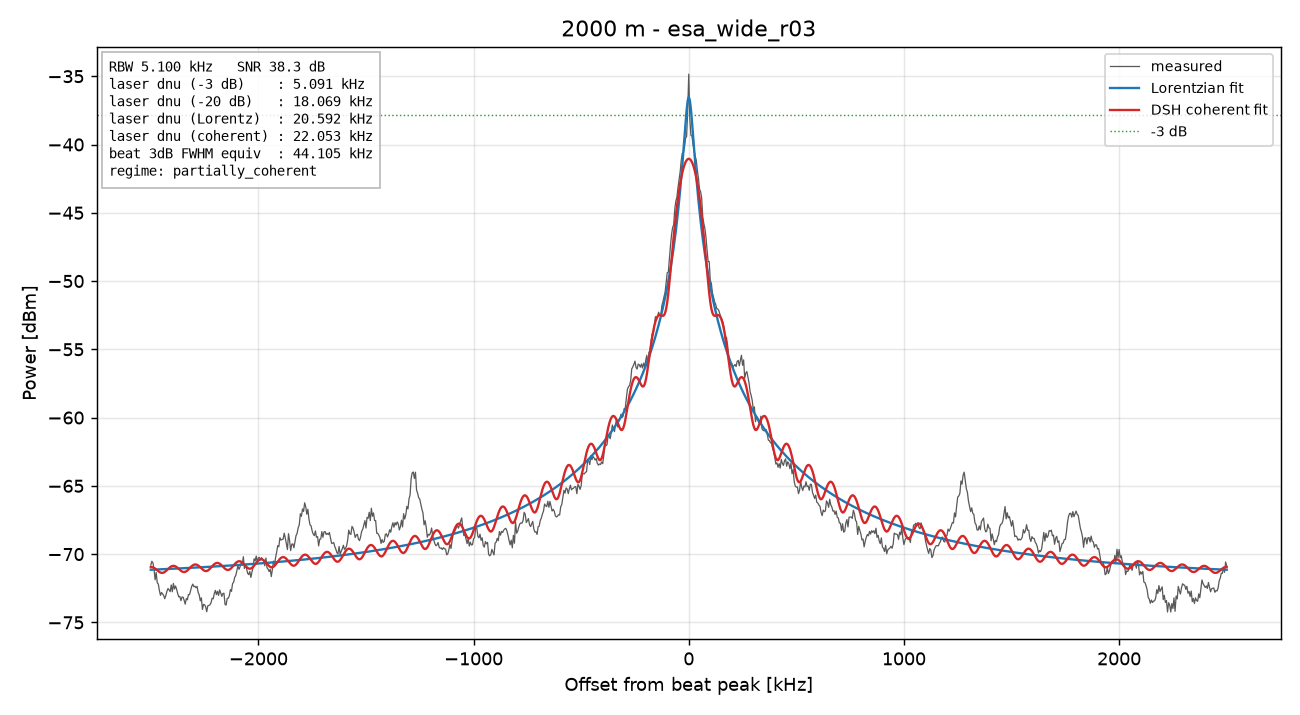 2000 m - esa_wide_r03
RBW 5.100 kHz   SNR 38.3 dB
laser dnu (-3 dB)    : 5.091 kHz
laser dnu (-20 dB)   : 18.069 kHz
laser dnu (Lorentz)  : 20.592 kHz
laser dnu (coherent) : 22.053 kHz
beat 3dB FWHM equiv  : 44.105 kHz
regime: partially_coherent
measured
Lorentzian fit
DSH coherent fit
-3 dB
Power [dBm]
−35
−40
−45
−50
−55
−60
−65
−70
−75
−2000
−1000
0
1000
2000
Offset from beat peak [kHz]